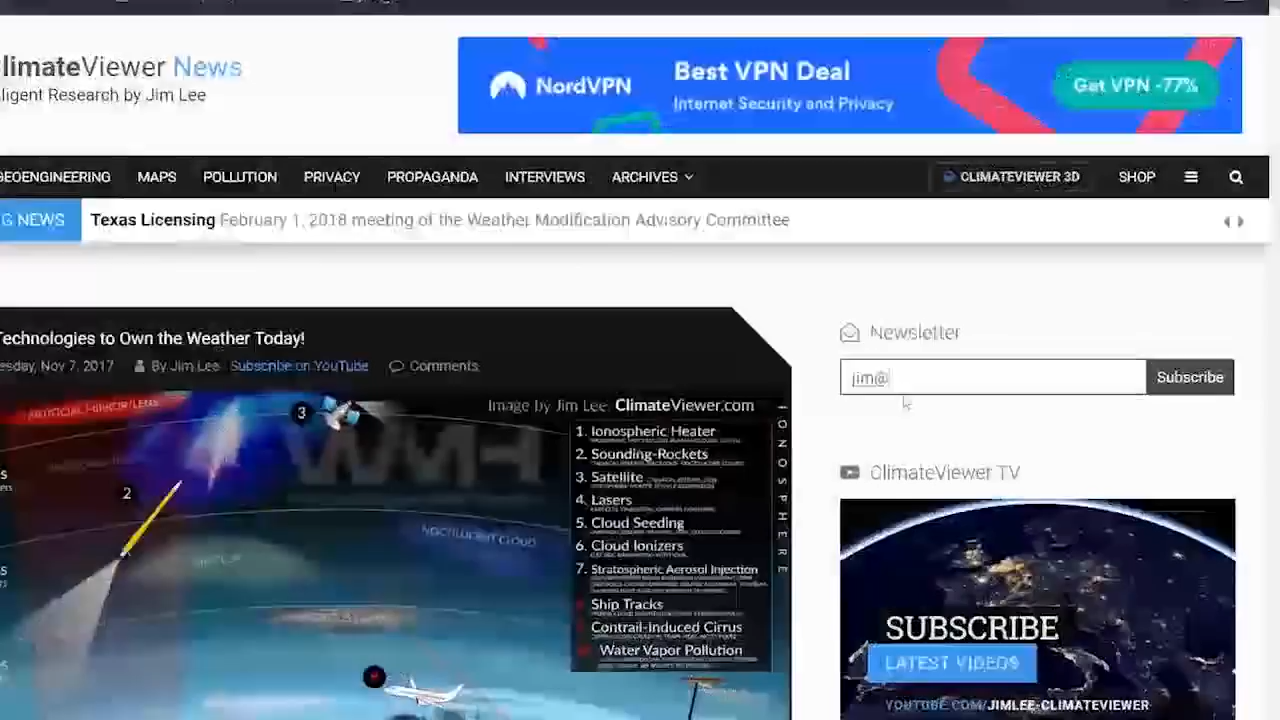 limateViewer News
lligent Research by Jim Lee
NordVPN
Best VPN Deal
Internet Security and Privacy
Get VPN -77%
GEOENGINEERING MAPS POLLUTION PRIVACY PROPAGANDA INTERVIEWS ARCHIVES CLIMATEVIEWER 3D SHOP
G NEWS Texas Licensing February 1, 2018 meeting of the Weather Modification Advisory Committee
Technologies to Own the Weather Today!
esday, Nov 7, 2017 By Jim Lee Subscribe on YouTube Comments
Newsletter
jim@ Subscribe
ClimateViewer TV
Image by Jim Lee ClimateViewer.com
3
2
1. Ionospheric Heater
2. Sounding-Rockets
3. Satellite
4. Lasers
5. Cloud Seeding
6. Cloud Ionizers
7. Stratospheric Aerosol Injection
Ship Tracks
Contrail-Induced Cirrus
Water Vapor Pollution
IONOSPHERE
NOCTILUCENT CLOUD
SUBSCRIBE
LATEST VIDEOS
YOUTUBE.COM/JIMLEE-CLIMATEVIEWER